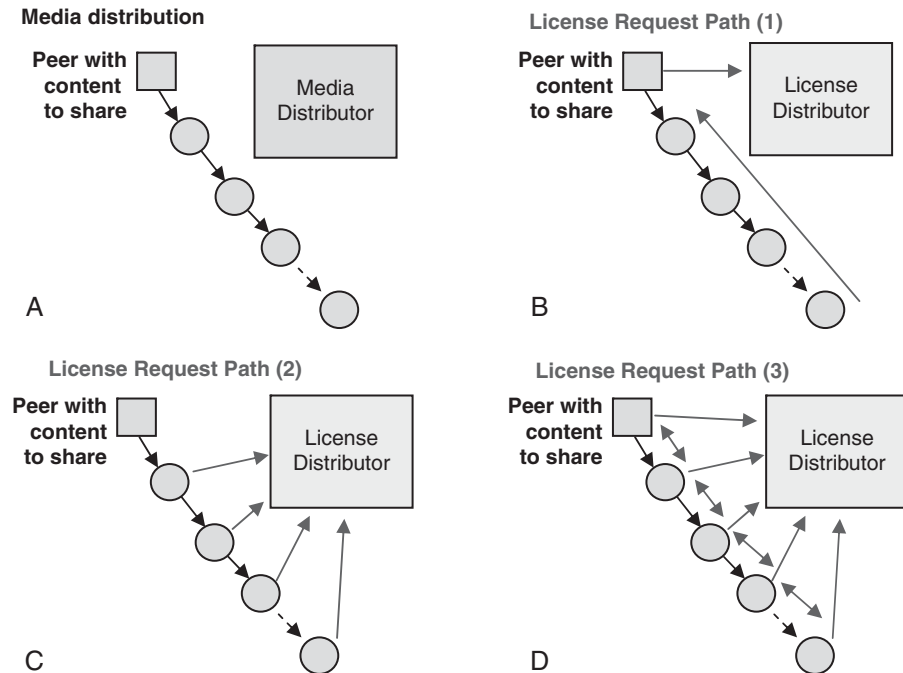 Media distribution
Peer with
content
to share
Media
Distributor
A
License Request Path (1)
Peer with
content
to share
License
Distributor
B
License Request Path (2)
Peer with
content
to share
License
Distributor
C
License Request Path (3)
Peer with
content
to share
License
Distributor
D